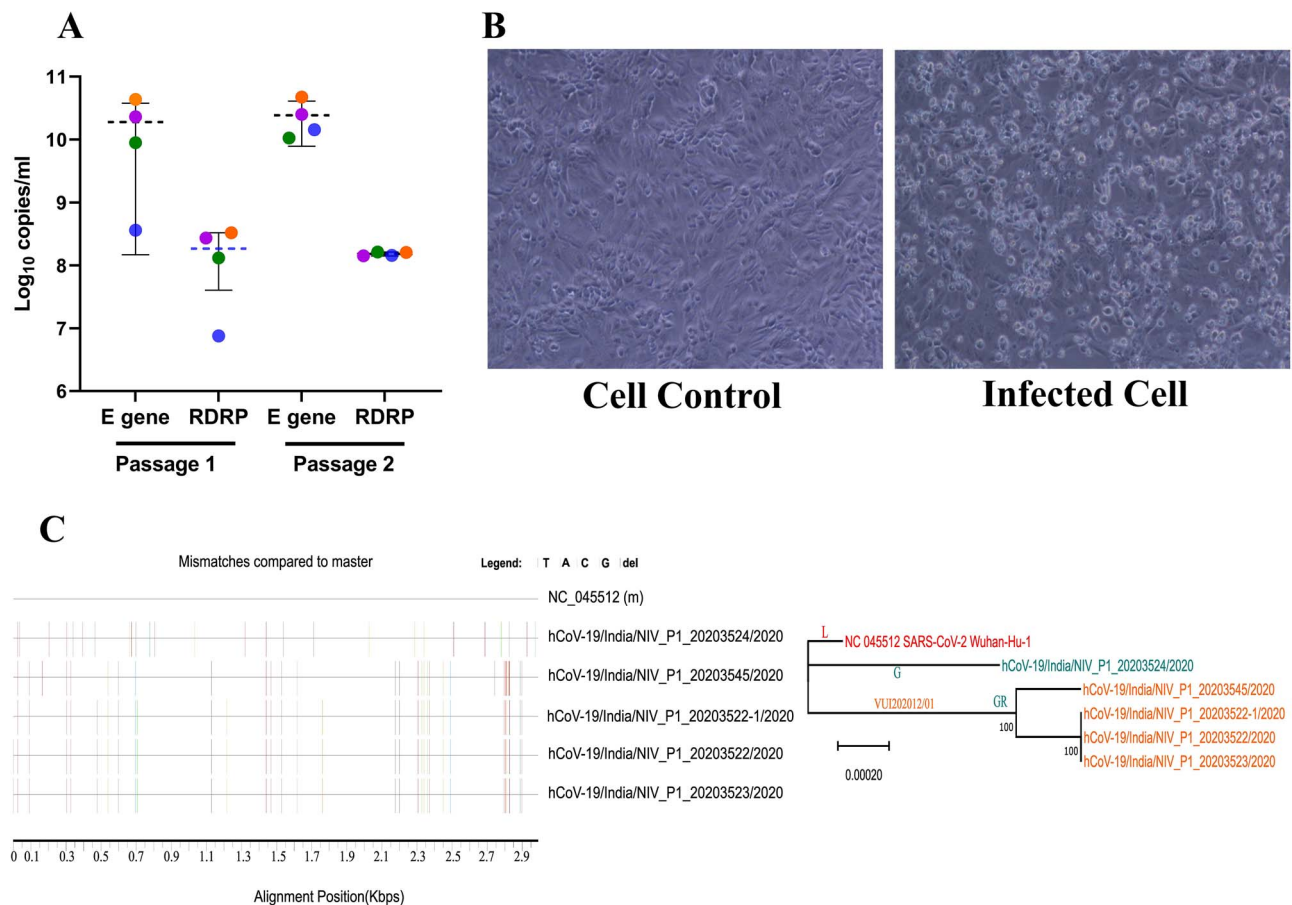 A
B
11
10
9
8
7
6
Log10 copies/ml
E gene RDRP E gene RDRP
Passage 1 Passage 2
Cell Control
Infected Cell
C
Mismatches compared to master
Legend: T A C G del
NC_045512 (m)
hCoV-19/India/NIV_P1_20203524/2020
hCoV-19/India/NIV_P1_20203545/2020
hCoV-19/India/NIV_P1_20203522-1/2020
hCoV-19/India/NIV_P1_20203522/2020
hCoV-19/India/NIV_P1_20203523/2020
0 0.1 0.3 0.5 0.7 0.9 1.1 1.3 1.5 1.7 1.9 2.1 2.3 2.5 2.7 2.9
Alignment Position(Kbps)
L
NC 045512 SARS-CoV-2 Wuhan-Hu-1
hCoV-19/India/NIV_P1_20203524/2020
G
VUI202012/01
GR
hCoV-19/India/NIV_P1_20203545/2020
hCoV-19/India/NIV_P1_20203522-1/2020
100
hCoV-19/India/NIV_P1_20203522/2020
100
hCoV-19/India/NIV_P1_20203523/2020
0.00020